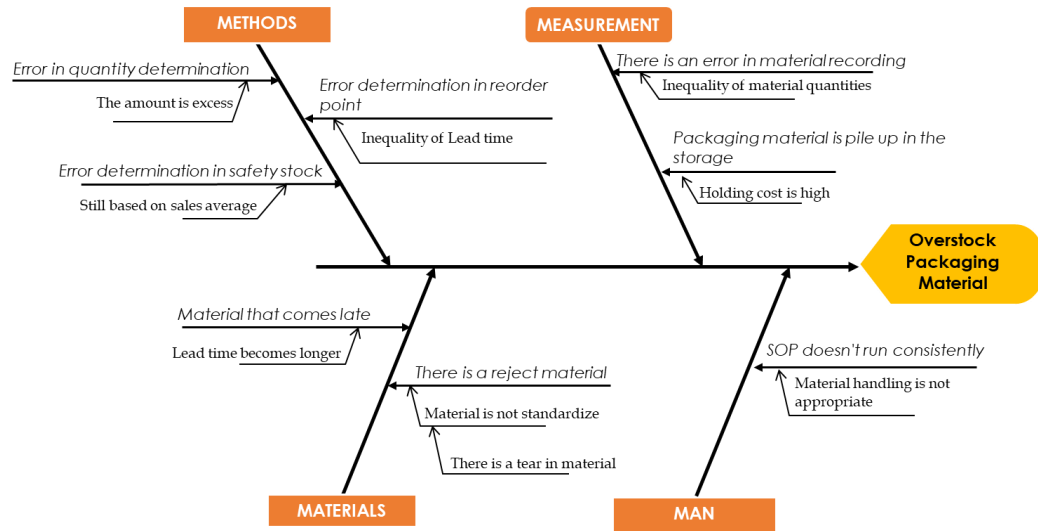 METHODS
MEASUREMENT
Error in quantity determination
The amount is excess
Error determination in reorder
point
Inequality of Lead time
Error determination in safety stock
Still based on sales average
There is an error in material recording
Inequality of material quantities
Packaging material is pile up in the
storage
Holding cost is high
Overstock
Packaging
Material
Material that comes late
Lead time becomes longer
There is a reject material
Material is not standardize
There is a tear in material
SOP doesn't run consistently
Material handling is not
appropriate
MATERIALS
MAN